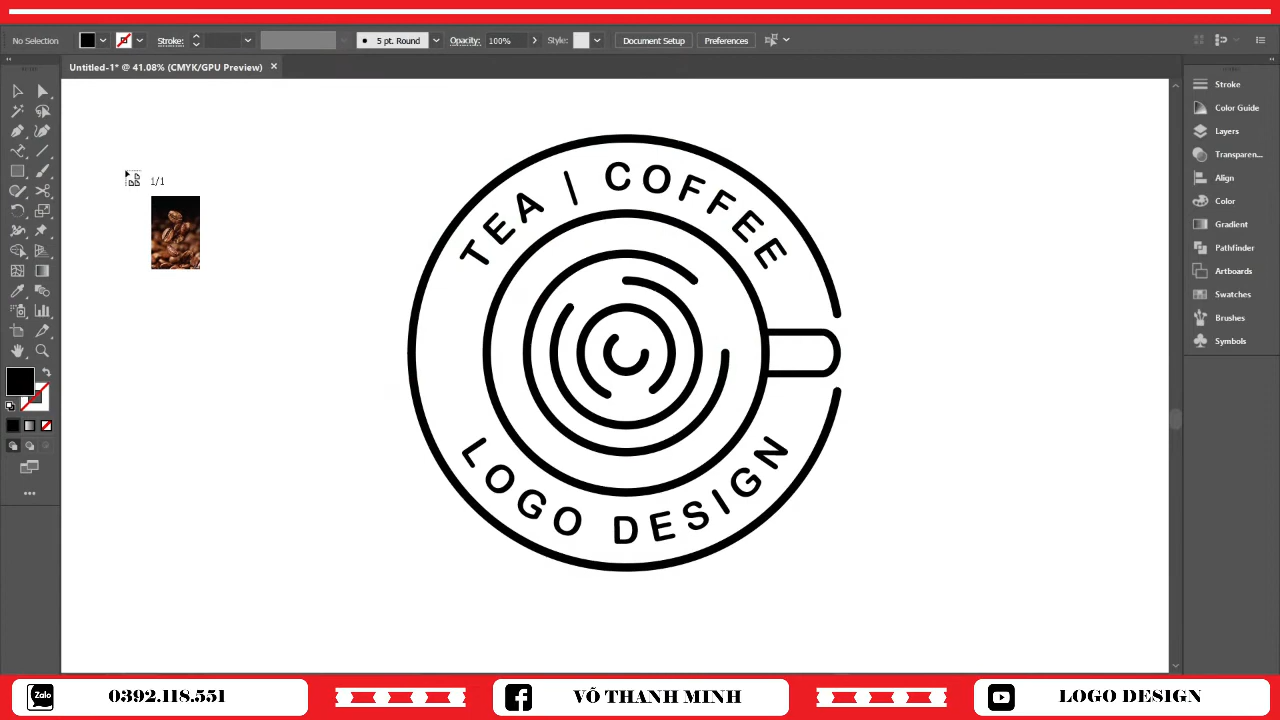 No Selection
Stroke:
5 pt. Round
Opacity:
100%
Style:
Document Setup
Preferences
Untitled-1* @ 41.08% (CMYK/GPU Preview)
1/1
TEA | COFFEE
LOGO DESIGN
Stroke
Color Guide
Layers
Transparen...
Align
Color
Gradient
Pathfinder
Artboards
Swatches
Brushes
Symbols
Zalo
0392.118.551
VÕ THANH MINH
LOGO DESIGN